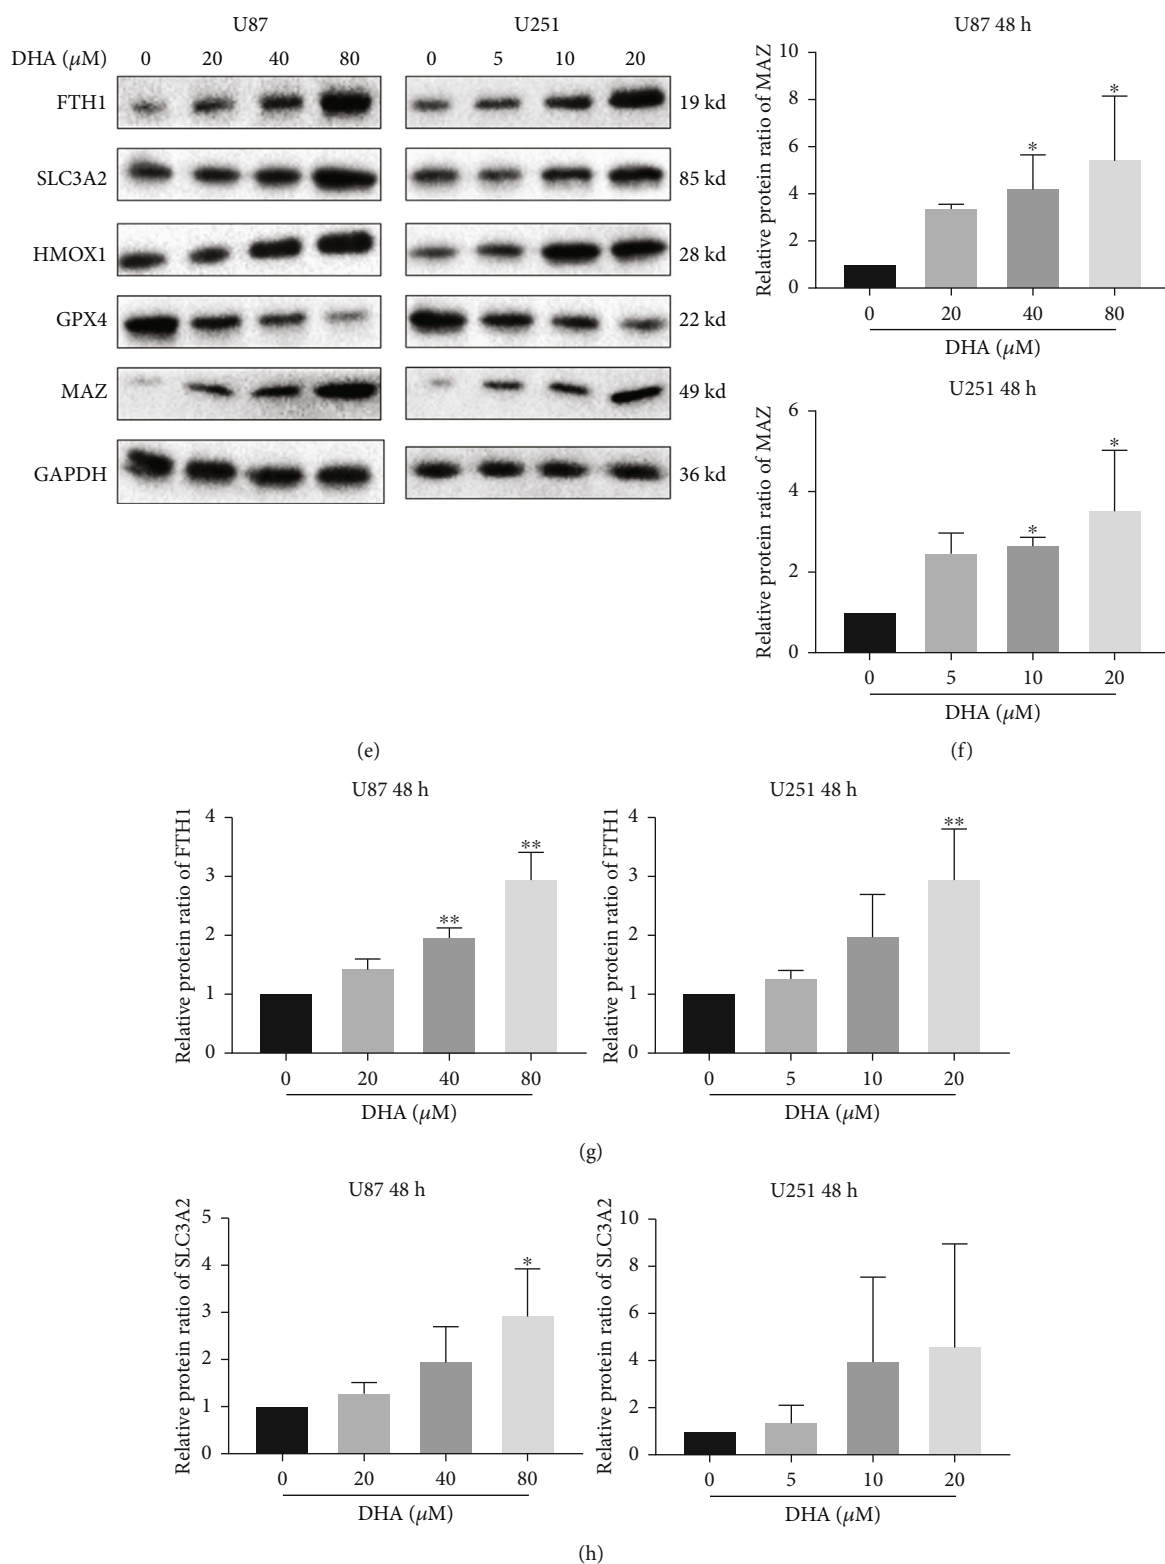 U87 U251
DHA (μM) 0 20 40 80 0 5 10 20
FTH1 19 kd
SLC3A2 85 kd
HMOX1 28 kd
GPX4 22 kd
MAZ 49 kd
GAPDH 36 kd
(e)
U87 48 h
Relative protein ratio of MAZ
10
8
6
4
2
0
* *
0 20 40 80
DHA (μM)
U251 48 h
Relative protein ratio of MAZ
6
4
2
0
* *
0 5 10 20
DHA (μM)
(f)
U87 48 h
Relative protein ratio of FTH1
4
3
2
1
0
** **
0 20 40 80
DHA (μM)
U251 48 h
Relative protein ratio of FTH1
4
3
2
1
0
**
0 5 10 20
DHA (μM)
(g)
U87 48 h
Relative protein ratio of SLC3A2
5
4
3
2
1
0
*
0 20 40 80
DHA (μM)
U251 48 h
Relative protein ratio of SLC3A2
10
8
6
4
2
0
0 5 10 20
DHA (μM)
(h)